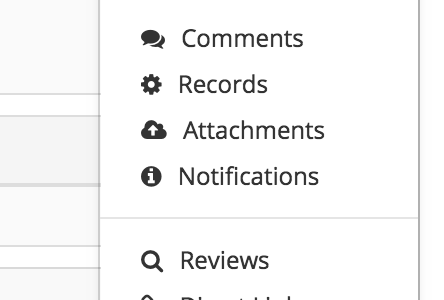 Comments
Records
Attachments
Notifications
Reviews